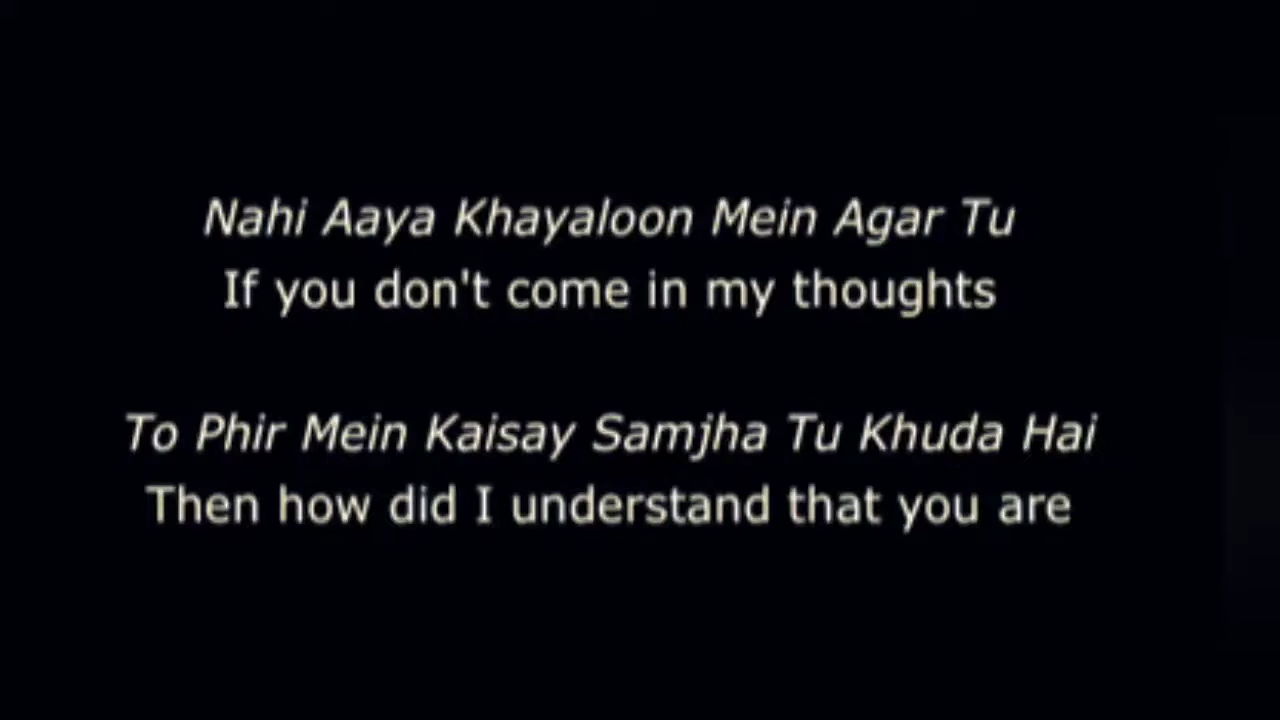 Nahi Aaya Khayaloon Mein Agar Tu
If you don't come in my thoughts
To Phir Mein Kaisay Samjha Tu Khuda Hai
Then how did I understand that you are